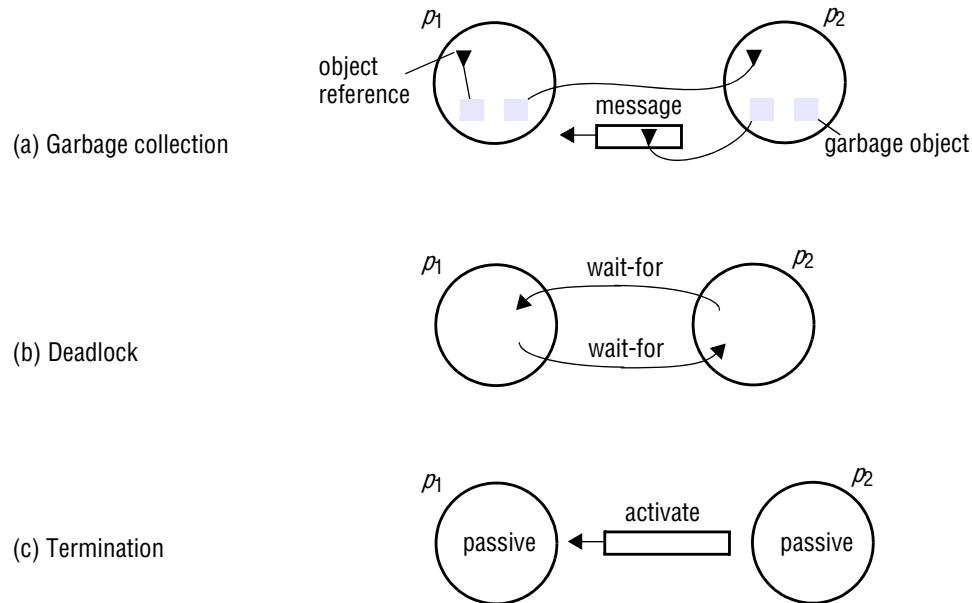 p1
p2
object
reference
message
(a) Garbage collection
garbage object
p1
wait-for
p2
(b) Deadlock
wait-for
p1
p2
activate
(c) Termination
passive
passive